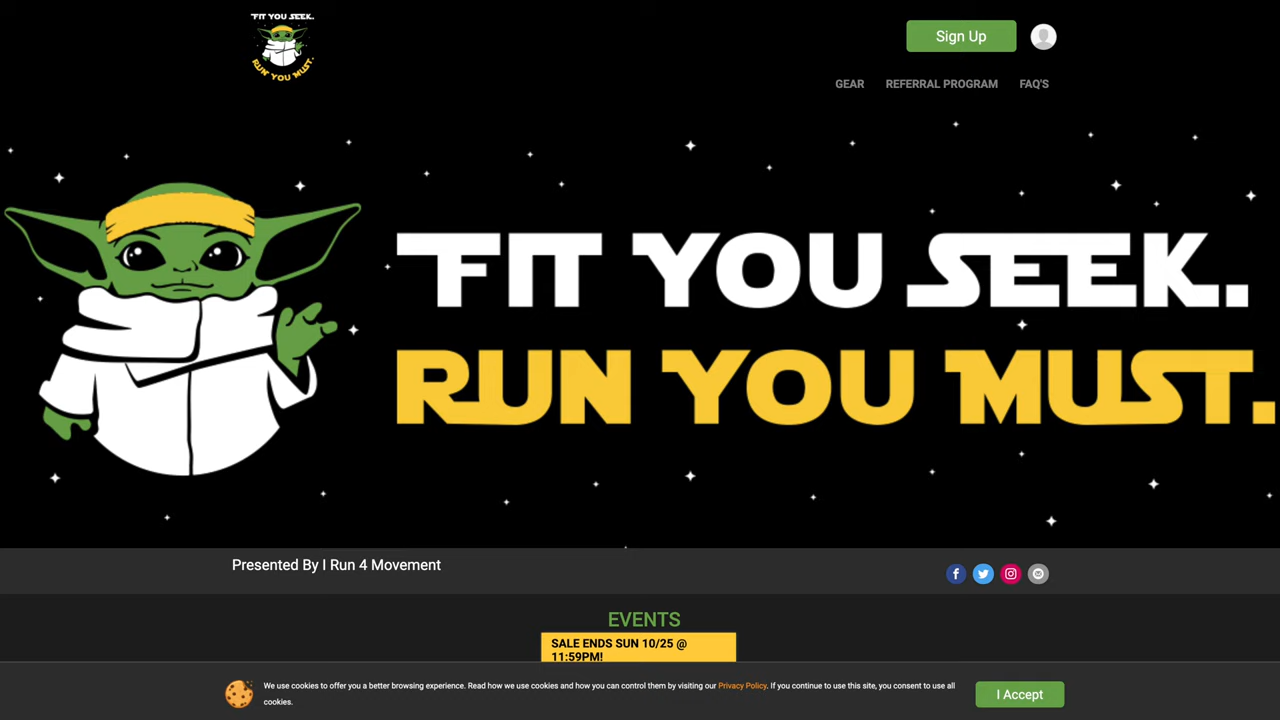 FIT YOU SEEK.
RUN YOU MUST.
Sign Up
GEAR REFERRAL PROGRAM FAQ'S
FIT YOU SEEK.
RUN YOU MUST.
Presented By I Run 4 Movement
EVENTS
SALE ENDS SUN 10/25 @
11:59PM!
We use cookies to offer you a better browsing experience. Read how we use cookies and how you can control them by visiting our Privacy Policy. If you continue to use this site, you consent to use all
cookies.
I Accept